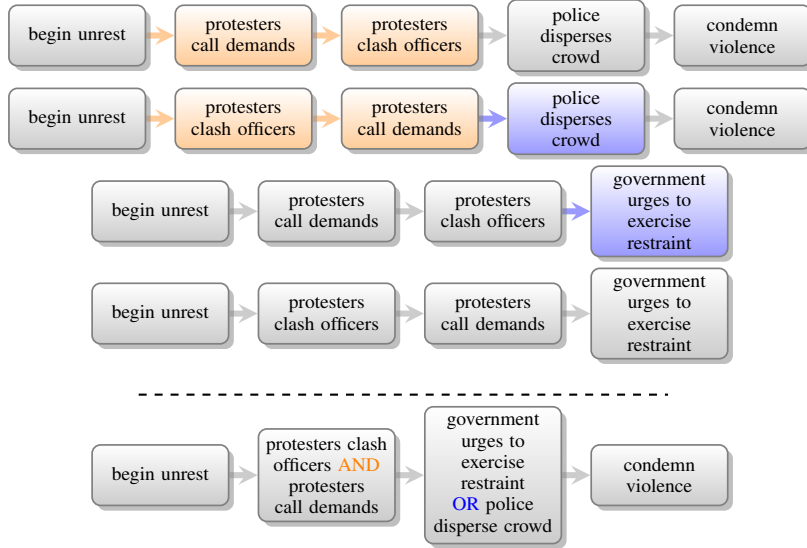 begin unrest
protesters
call demands
protesters
clash officers
police
disperses
crowd
condemn
violence
begin unrest
protesters
clash officers
protesters
call demands
police
disperses
crowd
condemn
violence
begin unrest
protesters
call demands
protesters
clash officers
government
urges to
exercise
restraint
begin unrest
protesters
clash officers
protesters
call demands
government
urges to
exercise
restraint
begin unrest
protesters clash
officers AND
protesters
call demands
government
urges to
exercise
restraint
OR police
disperse crowd
condemn
violence